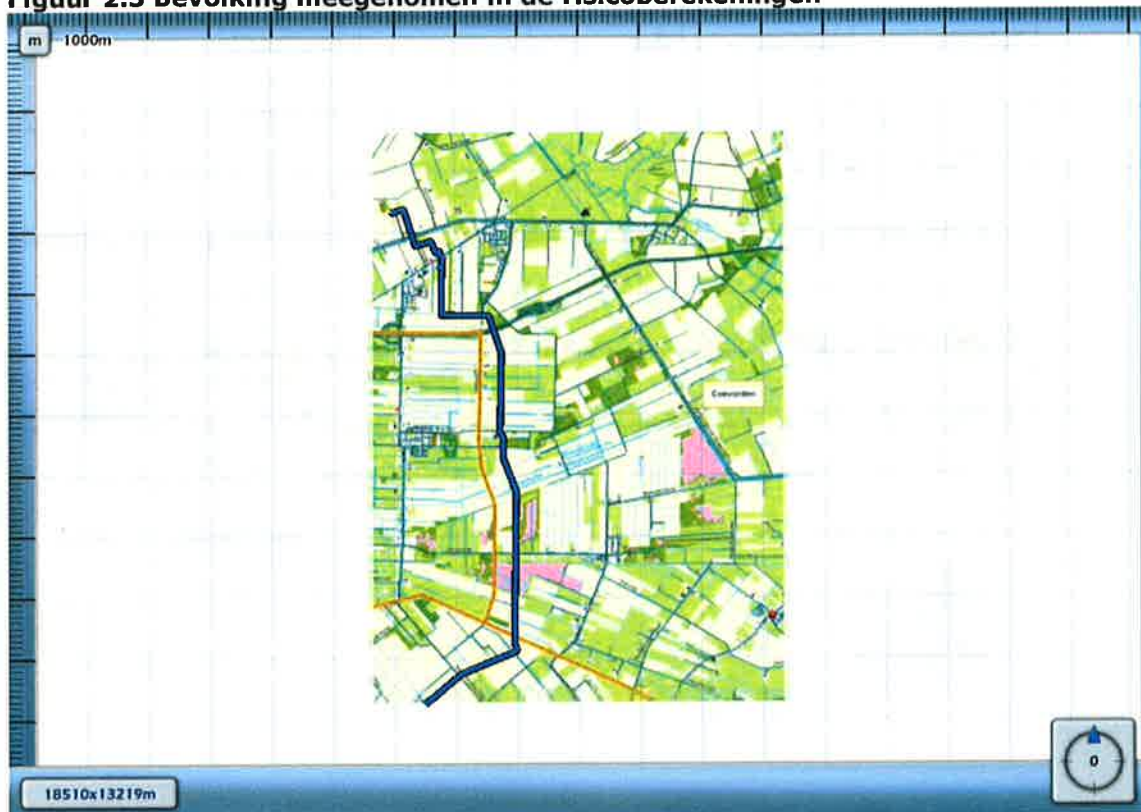 Figuur 2.3 Bevolking meegenomen in de risicoberekeningen
m 1000m
Coevorden
0
18510x13219m